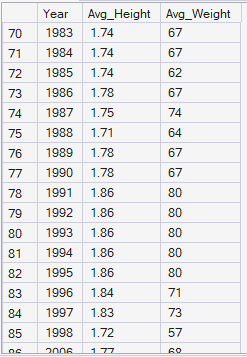 Year Avg_Height Avg_Weight
70 1983 1.74 67
71 1984 1.74 67
72 1985 1.74 62
73 1986 1.78 67
74 1987 1.75 74
75 1988 1.71 64
76 1989 1.78 67
77 1990 1.78 67
78 1991 1.86 80
79 1992 1.86 80
80 1993 1.86 80
81 1994 1.86 80
82 1995 1.86 80
83 1996 1.84 71
84 1997 1.83 73
85 1998 1.72 57
86 2006 1.77 68